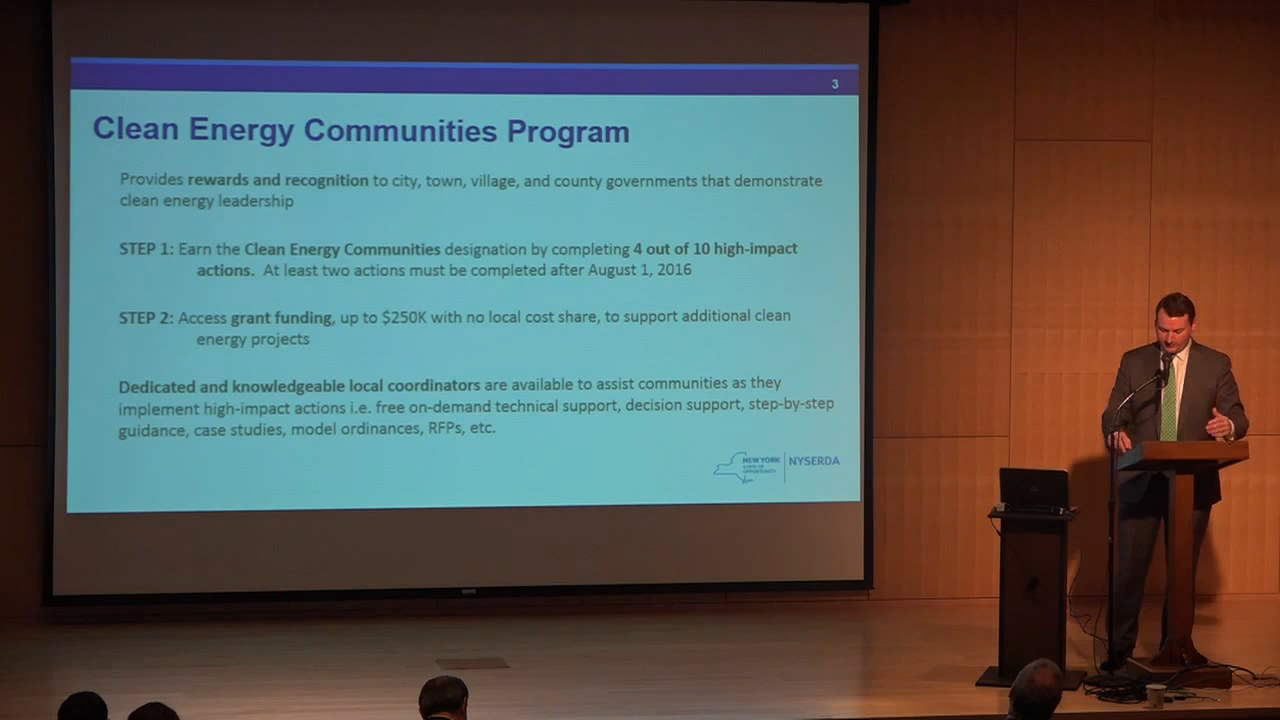 3
Clean Energy Communities Program
Provides rewards and recognition to city, town, village, and county governments that demonstrate
clean energy leadership
STEP 1: Earn the Clean Energy Communities designation by completing 4 out of 10 high-impact
actions. At least two actions must be completed after August 1, 2016
STEP 2: Access grant funding, up to $250K with no local cost share, to support additional clean
energy projects
Dedicated and knowledgeable local coordinators are available to assist communities as they
implement high-impact actions i.e. free on-demand technical support, decision support, step-by-step
guidance, case studies, model ordinances, RFPs, etc.
NEW YORK
STATE OF
OPPORTUNITY
NYSERDA